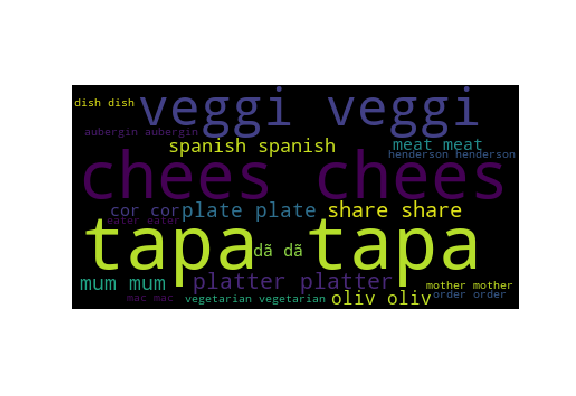 dish dish
veggi veggi
aubergin aubergin
spanish spanish
meat meat
henderson henderson
chees chees
cor cor
plate plate
share share
eater eater
tapa tapa
dã dã
mum mum
platter platter
mother mother
mac mac
vegetarian vegetarian
oliv oliv
order order